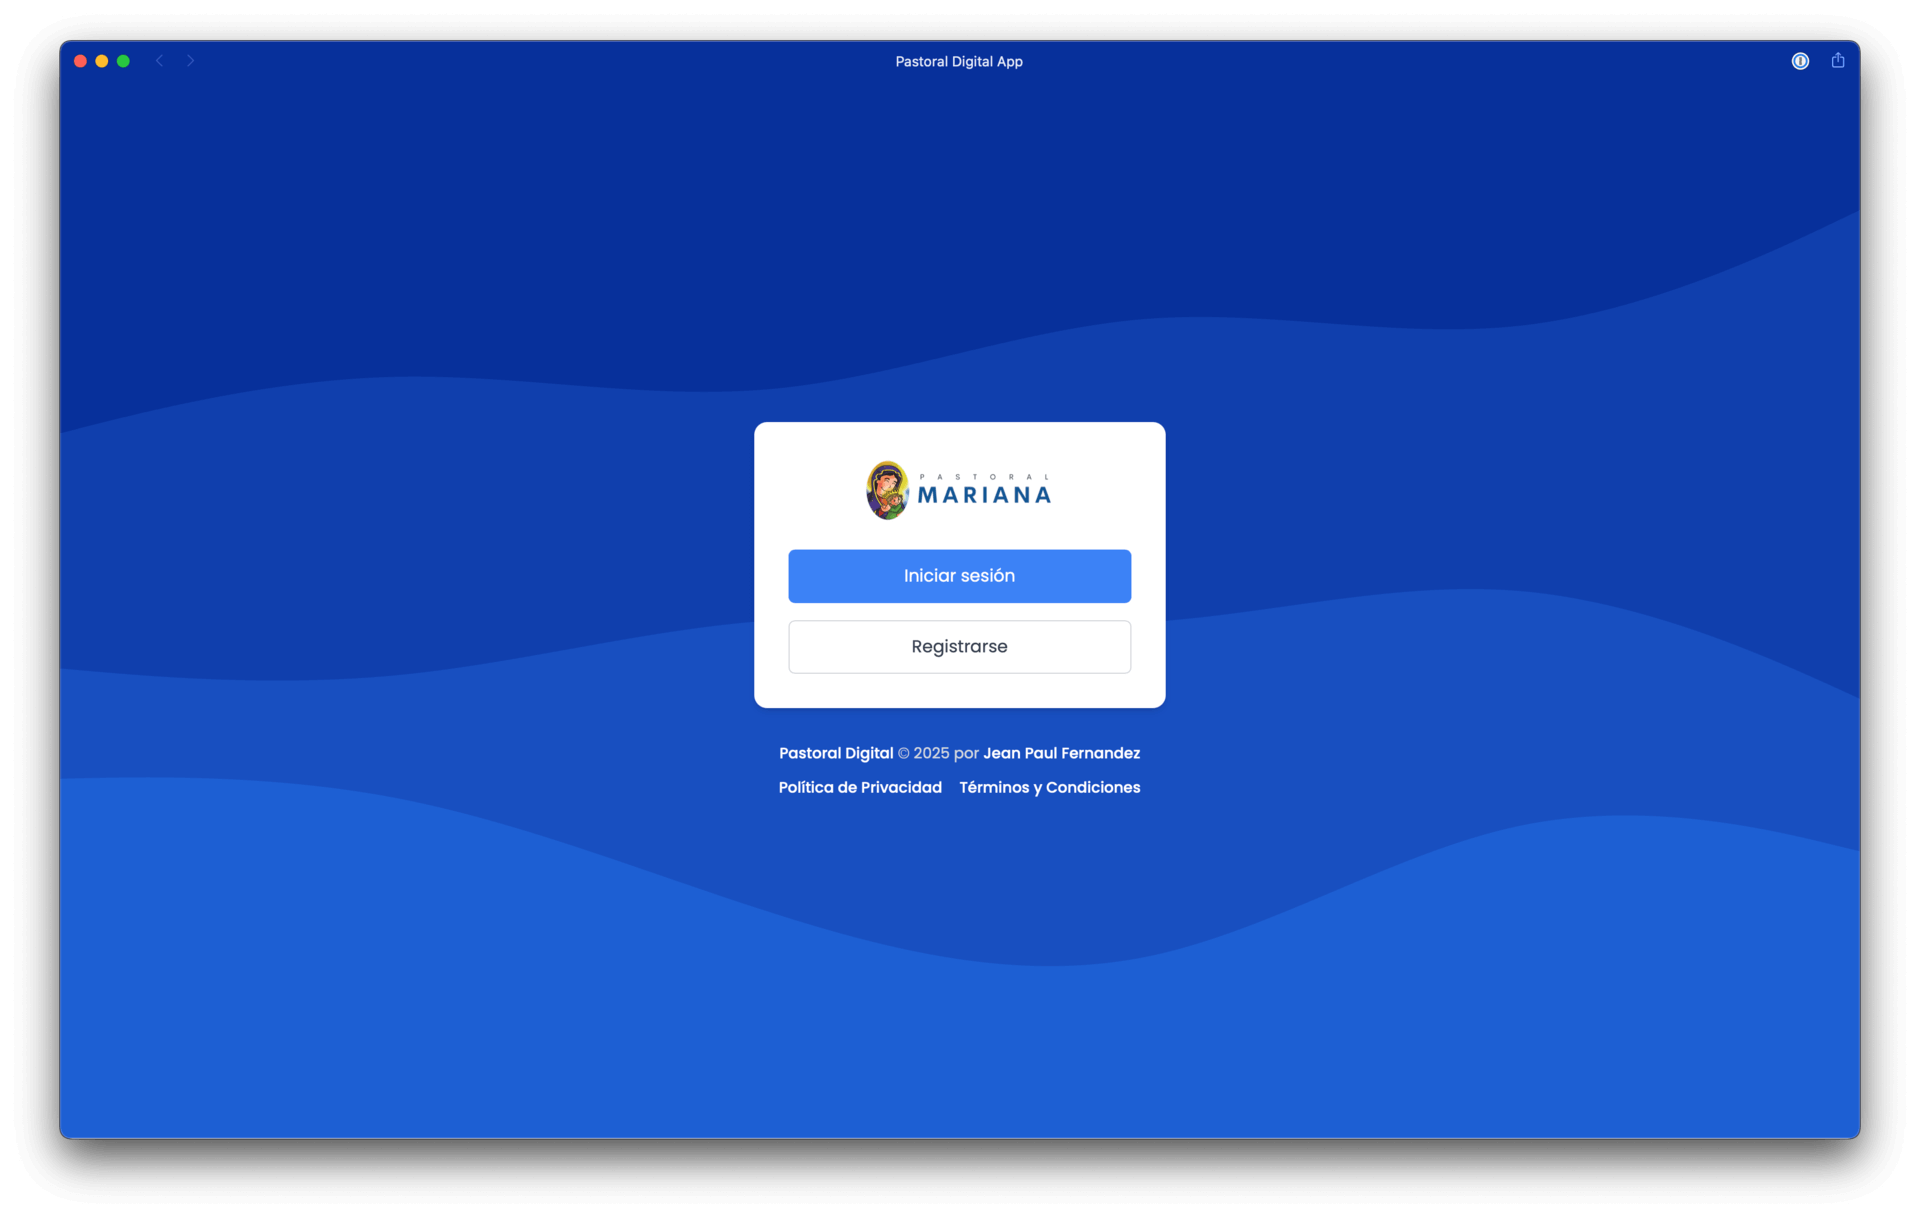 Pastoral Digital App
PASTORAL
MARIANA
Iniciar sesión
Registrarse
Pastoral Digital © 2025 por Jean Paul Fernandez
Política de Privacidad Términos y Condiciones